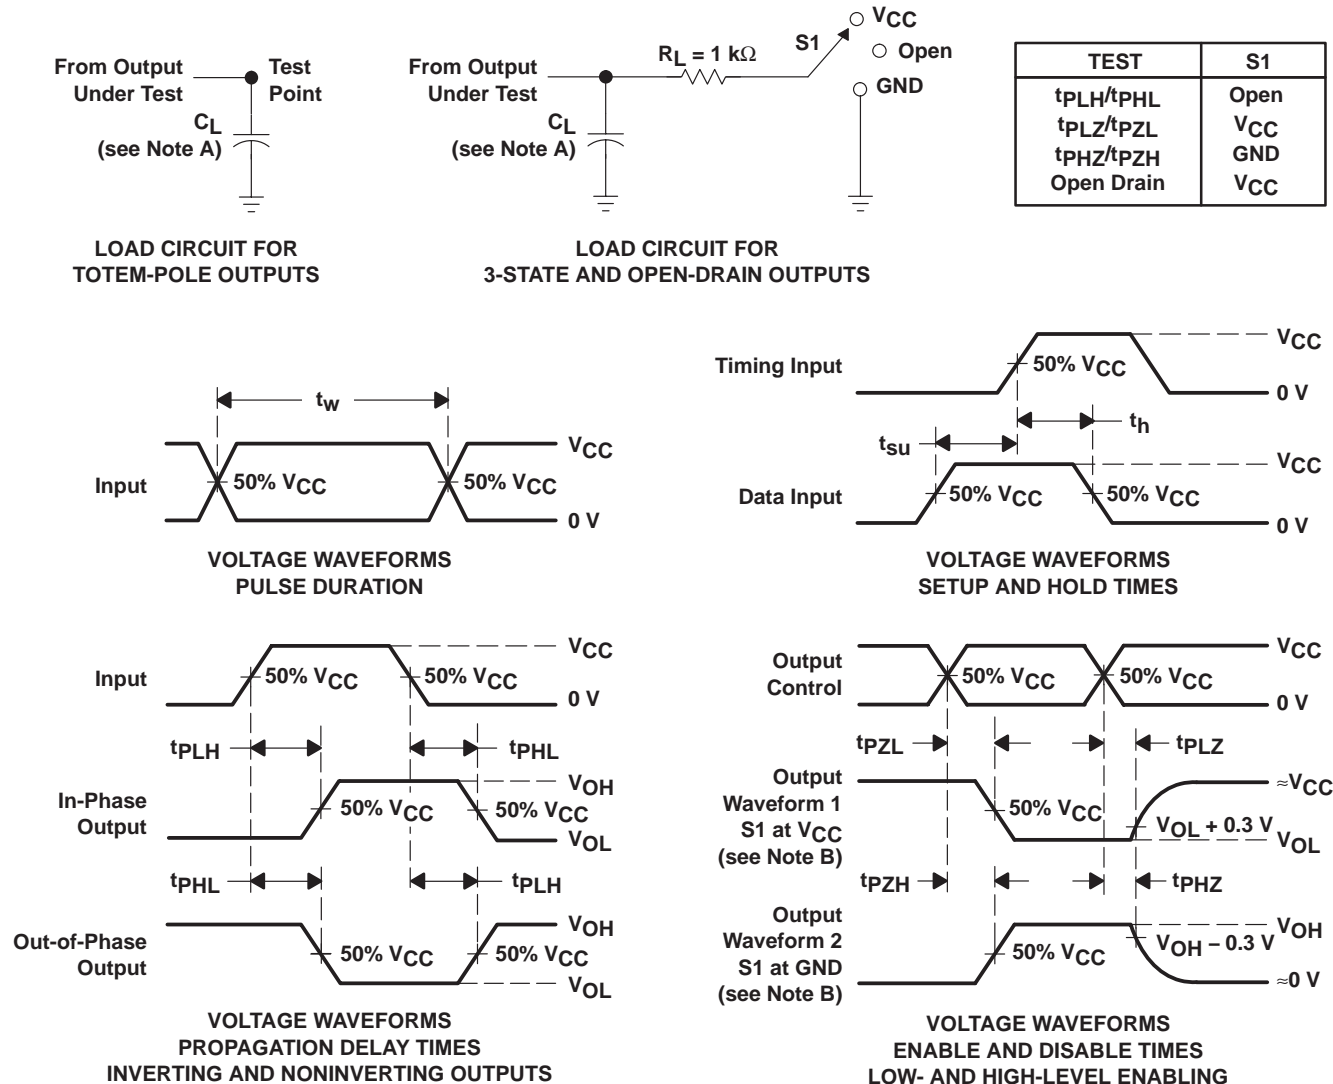 From Output
Under Test
Test
Point
CL
(see Note A)
LOAD CIRCUIT FOR
TOTEM-POLE OUTPUTS
From Output
Under Test
RL = 1 kΩ
S1
VCC
Open
GND
CL
(see Note A)
LOAD CIRCUIT FOR
3-STATE AND OPEN-DRAIN OUTPUTS
TEST S1
tPLH/tPHL Open
tPLZ/tPZL VCC
tPHZ/tPZH GND
Open Drain VCC
tw
Input
50% VCC
50% VCC
VCC
0 V
VOLTAGE WAVEFORMS
PULSE DURATION
Timing Input
50% VCC
VCC
0 V
th
tsu
Data Input
50% VCC
50% VCC
VCC
0 V
VOLTAGE WAVEFORMS
SETUP AND HOLD TIMES
Input
50% VCC
50% VCC
VCC
0 V
tPLH
tPHL
In-Phase
Output
50% VCC
50% VCC
VOH
VOL
tPHL
tPLH
Out-of-Phase
Output
50% VCC
50% VCC
VOH
VOL
VOLTAGE WAVEFORMS
PROPAGATION DELAY TIMES
INVERTING AND NONINVERTING OUTPUTS
Output
Control
50% VCC
50% VCC
VCC
0 V
tPZL
tPLZ
Output
Waveform 1
S1 at VCC
(see Note B)
50% VCC
VOL + 0.3 V
≈VCC
VOL
tPZH
tPHZ
Output
Waveform 2
S1 at GND
(see Note B)
50% VCC
VOH − 0.3 V
VOH
≈0 V
VOLTAGE WAVEFORMS
ENABLE AND DISABLE TIMES
LOW- AND HIGH-LEVEL ENABLING